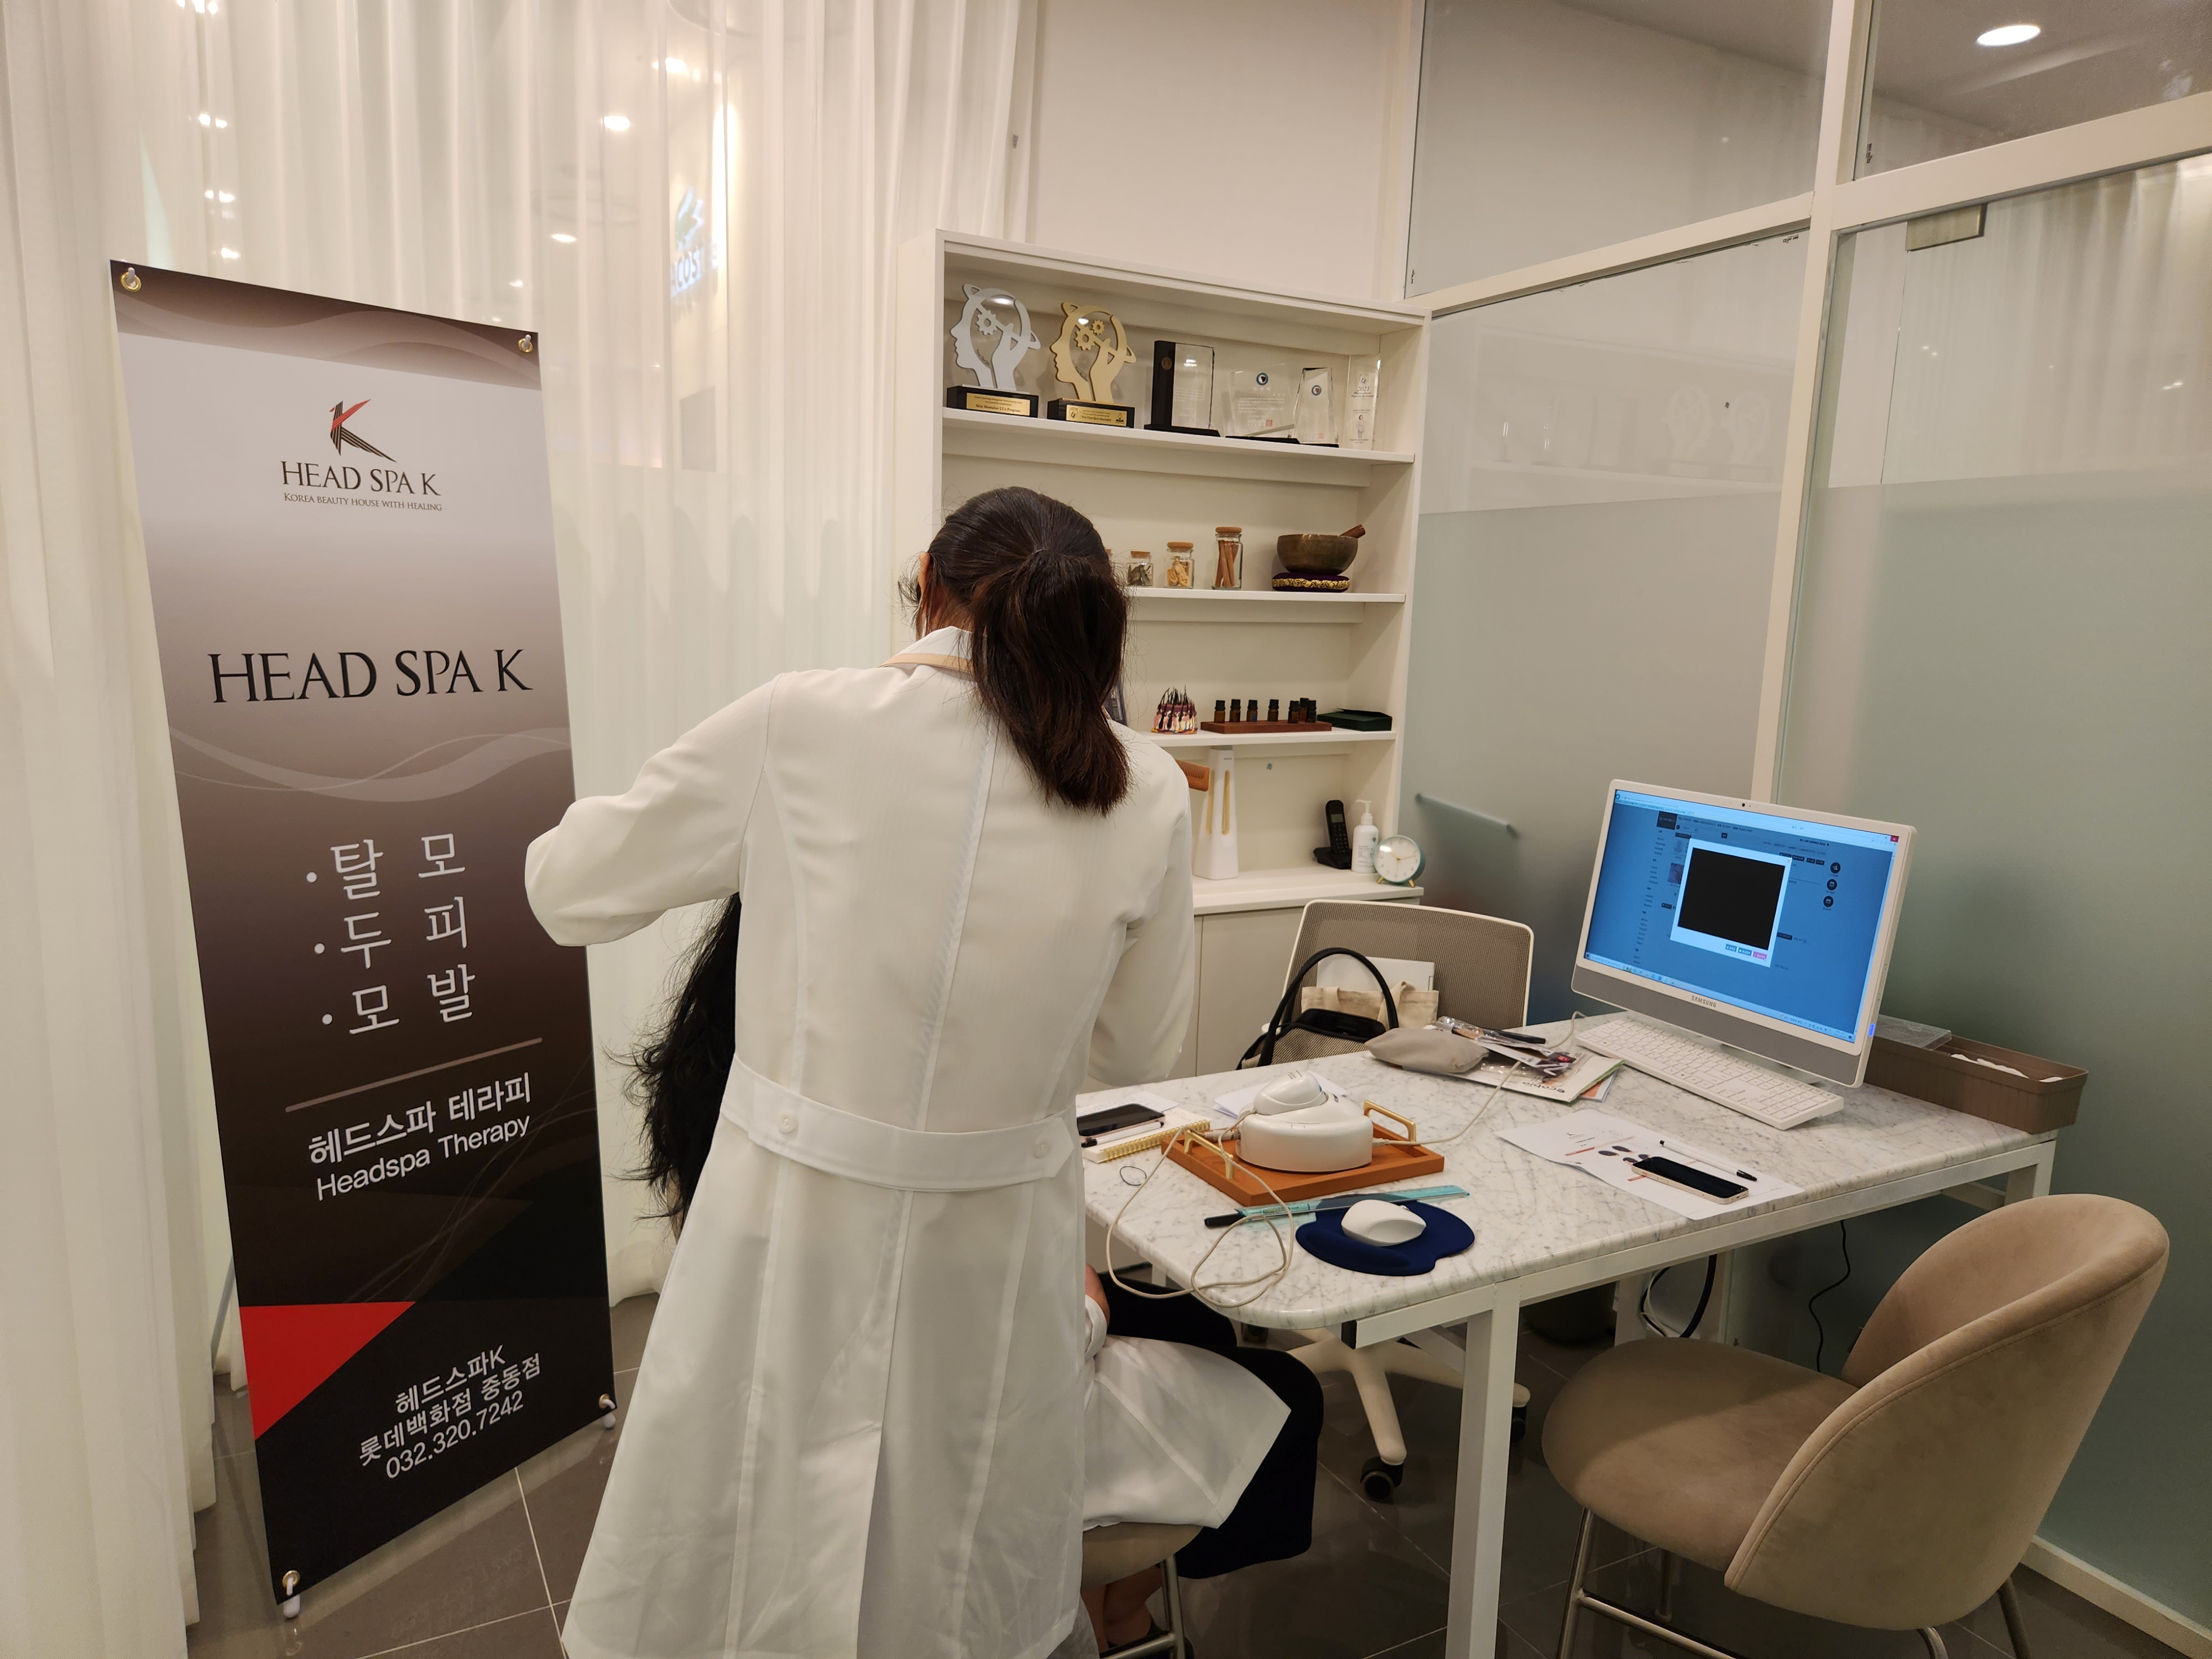 HEAD SPA K
KOREA BEAUTY HOUSE WITH HEALING
HEAD SPA K
·탈 모
·두 피
·모 발
헤드스파 테라피
Headspa Therapy
헤드스파K
롯데백화점 중동점
032.320.7242
SAMSUNG